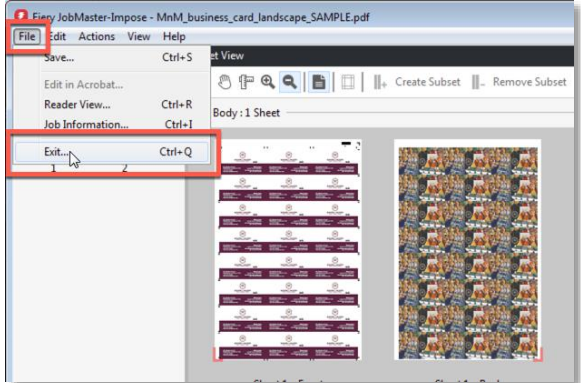 Fiery JobMaster-Impose - MnM_business_card_landscape_SAMPLE.pdf
File Edit Actions View Help
Save... Ctrl+S
et View
Edit in Acrobat...
Create Subset Remove Subset
Reader View... Ctrl+R
Job Information... Ctrl+I
Body : 1 Sheet
Exit... Ctrl+Q
1 2